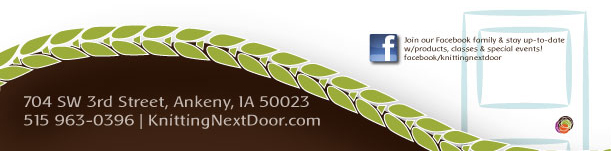 Join our Facebook family & stay up-to-date
w/products, classes & special events!
facebook/knittingnextdoor
704 SW 3rd Street, Ankeny, IA 50023
515 963-0396 | KnittingNextDoor.com